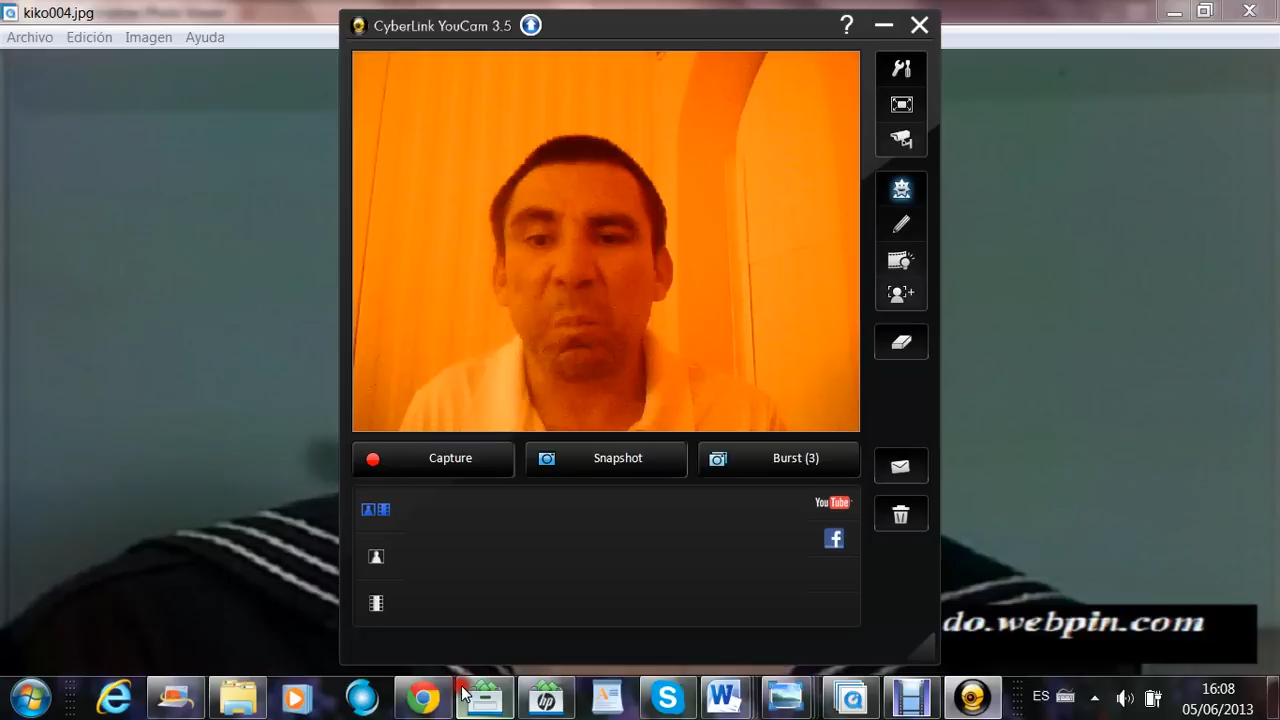 kiko004.jpg
Archivo Edición Imagen Ayuda
CyberLink YouCam 3.5
?
Capture
Snapshot
Burst (3)
YouTube
f
do.webpin.com
hp
W
ES
16:08
05/06/2013